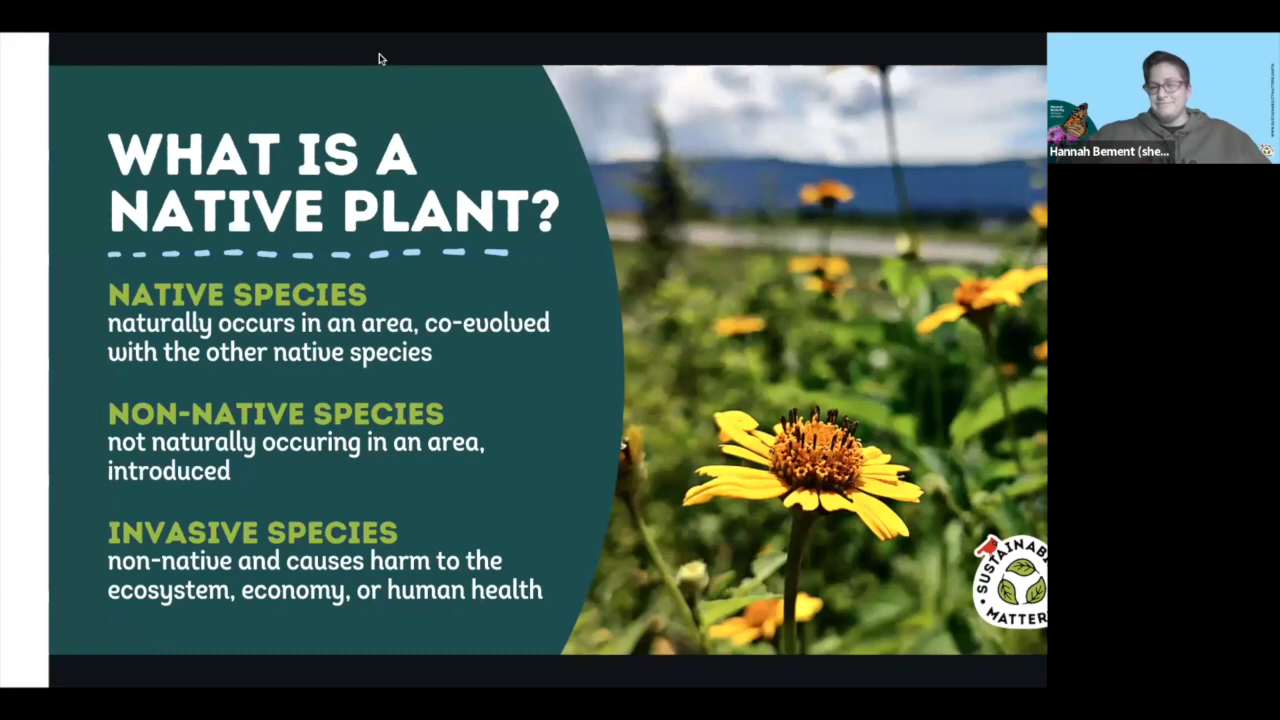 WHAT IS A
NATIVE PLANT?
NATIVE SPECIES
naturally occurs in an area, co-evolved
with the other native species
NON-NATIVE SPECIES
not naturally occuring in an area,
introduced
INVASIVE SPECIES
non-native and causes harm to the
ecosystem, economy, or human health
SUSTAINAB
MATTER
Hannah Bement (she...